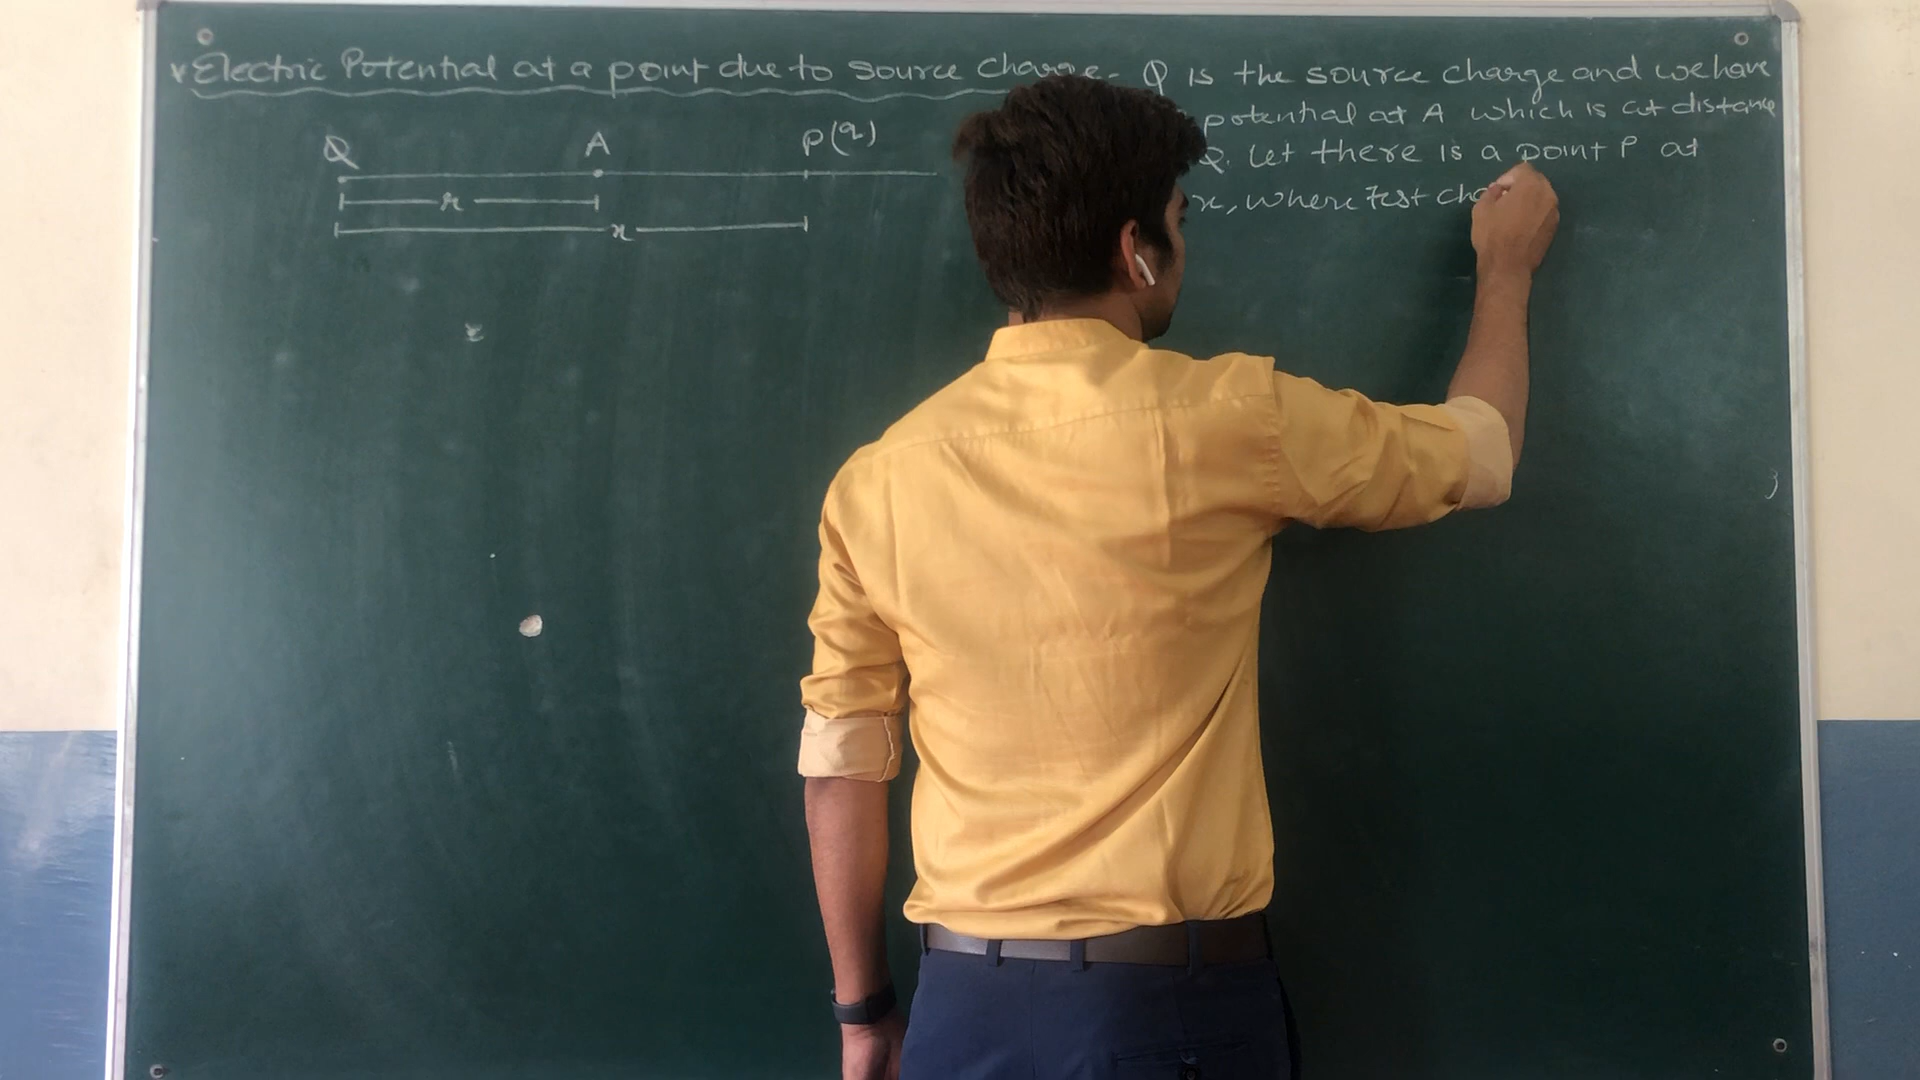 Electric Potential at a point due to source charge-
Q A P(q)
r
x
Q is the source charge and we have
potential at A which is at distance
Q. Let there is a point P at
x, where test cha